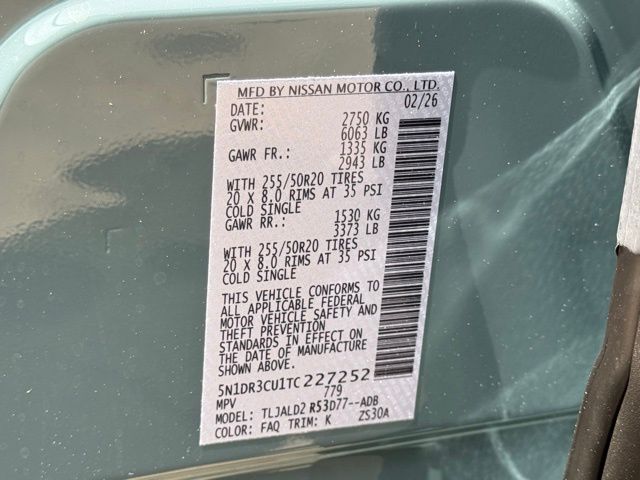 MFD BY NISSAN MOTOR CO., LTD.
DATE: 02/26
GVWR: 2750 KG
6063 LB
GAWR FR.: 1335 KG
2943 LB
WITH 255/50R20 TIRES
20 X 8.0 RIMS AT 35 PSI
COLD SINGLE
GAWR RR.: 1530 KG
3373 LB
WITH 255/50R20 TIRES
20 X 8.0 RIMS AT 35 PSI
COLD SINGLE
THIS VEHICLE CONFORMS TO
ALL APPLICABLE FEDERAL
MOTOR VEHICLE SAFETY AND
THEFT PREVENTION
STANDARDS IN EFFECT ON
THE DATE OF MANUFACTURE
SHOWN ABOVE.
5N1DR3CU1TC227252
MPV 779
MODEL: TLJALD2 R53D77--ADB
COLOR: FAQ TRIM: K ZS30A